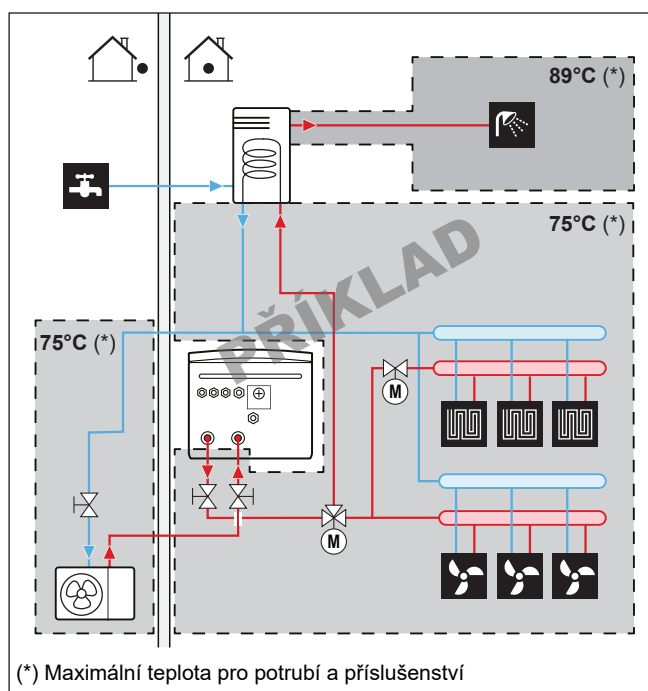 89°C (*)
75°C (*)
PŘÍKLAD
75°C (*)
M
M
(*) Maximální teplota pro potrubí a příslušenství